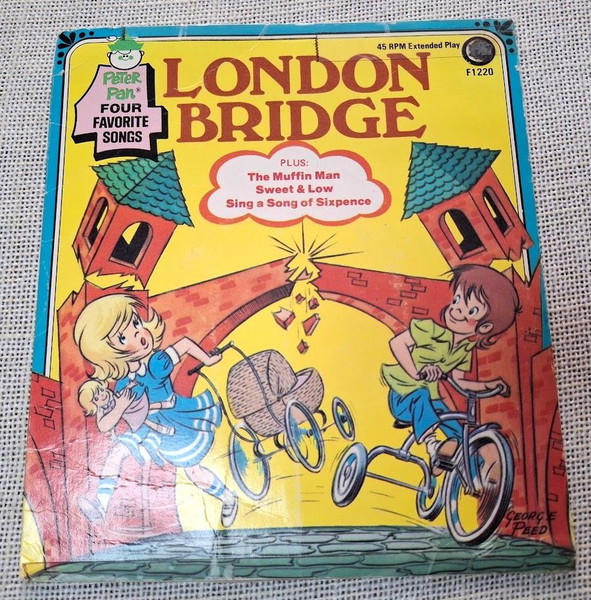 45 RPM Extended Play
F1220
Peter
Pan®
FOUR
FAVORITE
SONGS
LONDON
BRIDGE
PLUS:
The Muffin Man
Sweet & Low
Sing a Song of Sixpence
GEORGE
PEED